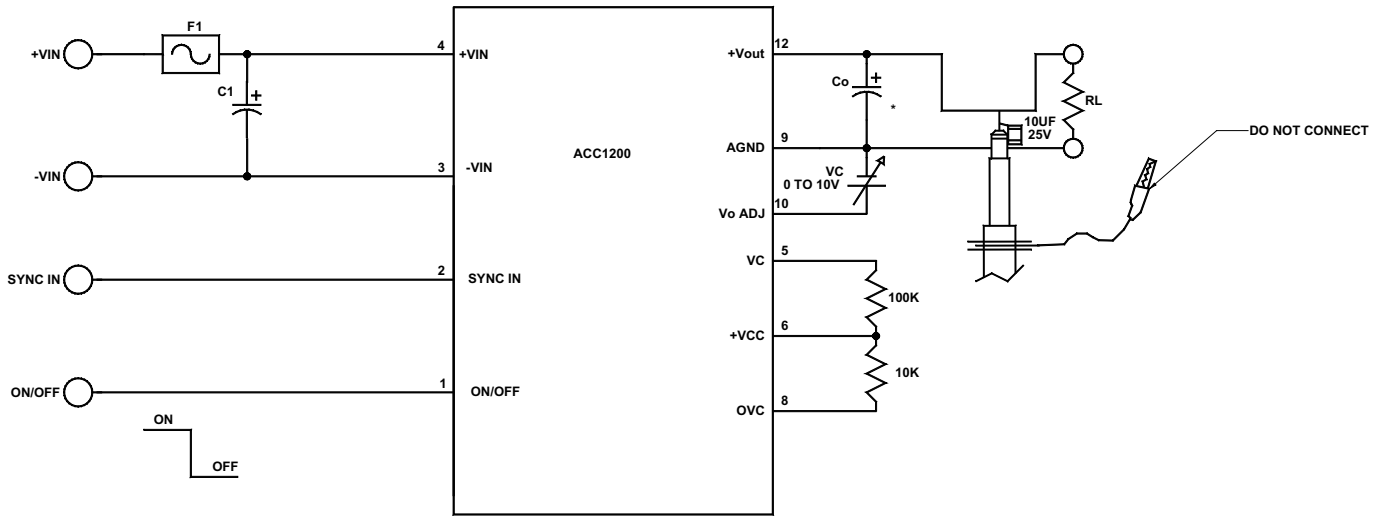 F1
+VIN
4
+VIN
C1
+
-VIN
3
-VIN
SYNC IN
2
SYNC IN
ON/OFF
1
ON/OFF
ON
OFF
ACC1200
+Vout
12
Co
+
*
RL
10UF
25V
DO NOT CONNECT
AGND
9
VC
0 TO 10V
Vo ADJ
10
VC
5
100K
+VCC
6
10K
OVC
8